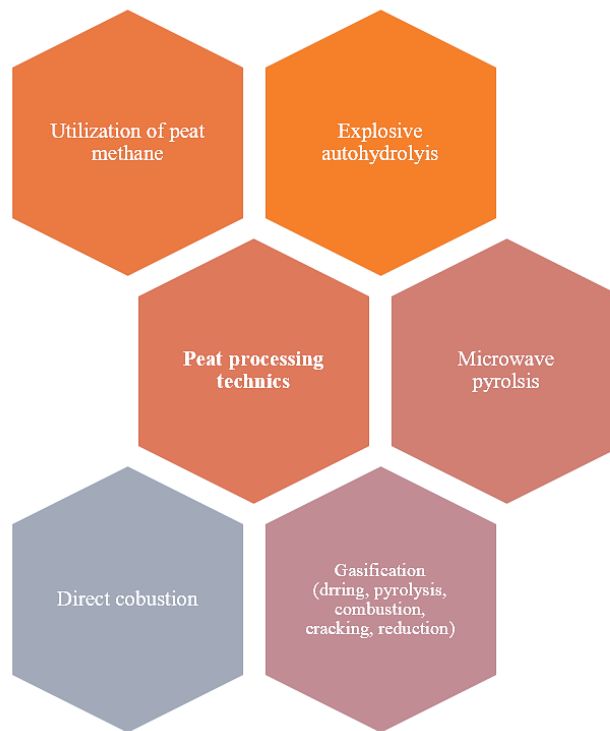 Utilization of peat
methane
Explosive
autohydrolyis
Peat processing
technics
Microwave
pyrolsis
Direct cobustion
Gasification
(drring, pyrolysis,
combustion,
cracking, reduction)